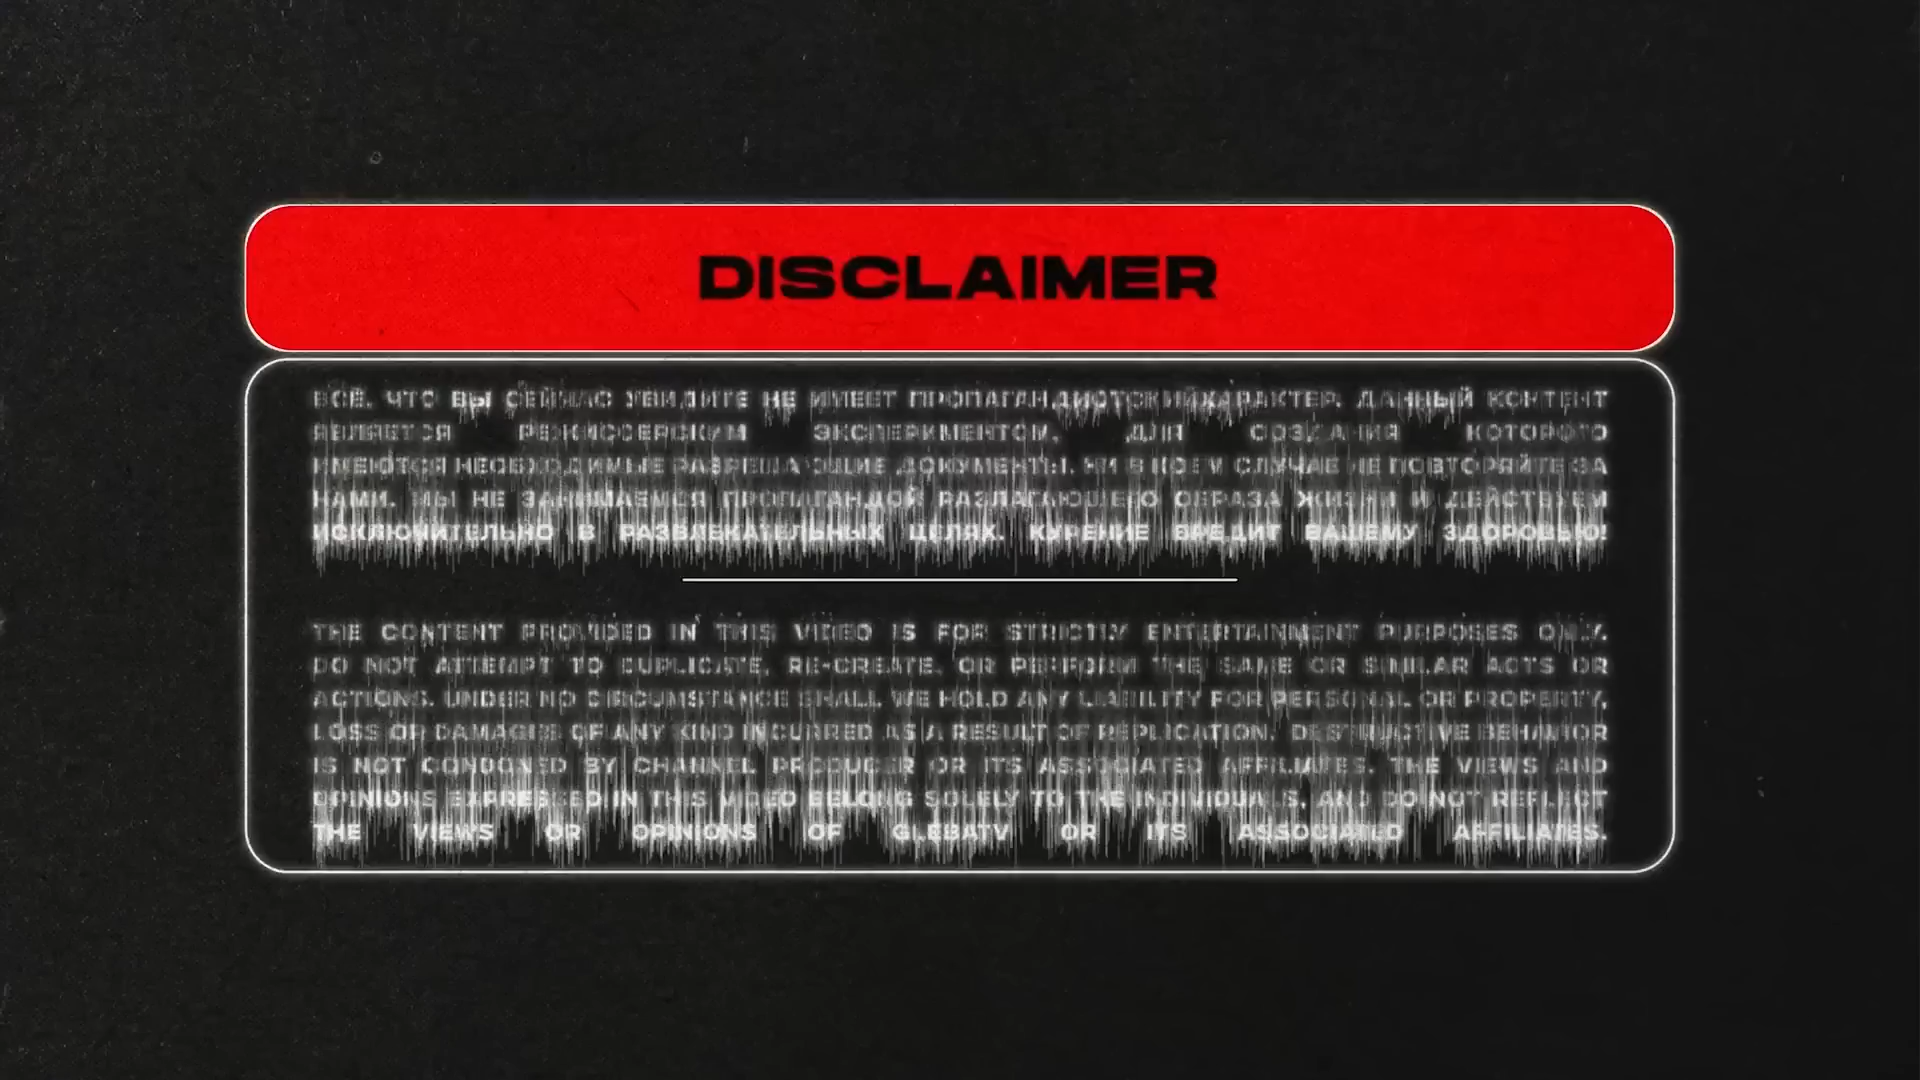 DISCLAIMER
ВСЁ, ЧТО ВЫ СЕЙЧАС УВИДИТЕ НЕ ИМЕЕТ ПРОПАГАНДИСТСКИЙХАРАКТЕР. ДАННЫЙ КОНТЕНТ
ЯВЛЯЕТСЯ РЕЖИССЕРСКИМ ЭКСПЕРИМЕНТОМ, ДЛЯ СОЗДАНИЯ КОТОРОГО
ИМЕЮТСЯ НЕОБХОДИМЫЕ РАЗРЕШАЮЩИЕ ДОКУМЕНТЫ. НИ В КОЕМ СЛУЧАЕ НЕ ПОВТОРЯЙТЕ ЗА
НАМИ. МЫ НЕ ЗАНИМАЕМСЯ ПРОПАГАНДОЙ РАЗЛАГАЮЩЕГО ОБРАЗА ЖИЗНИ И ДЕЙСТВУЕМ
ИСКЛЮЧИТЕЛЬНО В РАЗВЛЕКАТЕЛЬНЫХ ЦЕЛЯХ. КУРЕНИЕ ВРЕДИТ ВАШЕМУ ЗДОРОВЬЮ!
THE CONTENT PROVIDED IN THIS VIDEO IS FOR STRICTLY ENTERTAINMENT PURPOSES ONLY.
DO NOT ATTEMPT TO DUPLICATE, RE-CREATE, OR PERFORM THE SAME OR SIMILAR ACTS OR
ACTIONS. UNDER NO CIRCUMSTANCE SHALL WE HOLD ANY LIABILITY FOR PERSONAL OR PROPERTY,
LOSS OR DAMAGES OF ANY KIND INCURRED AS A RESULT OF REPLICATION. DESTRUCTIVE BEHAVIOR
IS NOT CONDONED BY CHANNEL PRODUCER OR ITS ASSOCIATED AFFILIATES. THE VIEWS AND
OPINIONS EXPRESSED IN THIS VIDEO BELONG SOLELY TO THE INDIVIDUALS, AND DO NOT REFLECT
THE VIEWS OR OPINIONS OF GLEBATV OR ITS ASSOCIATED AFFILIATES.